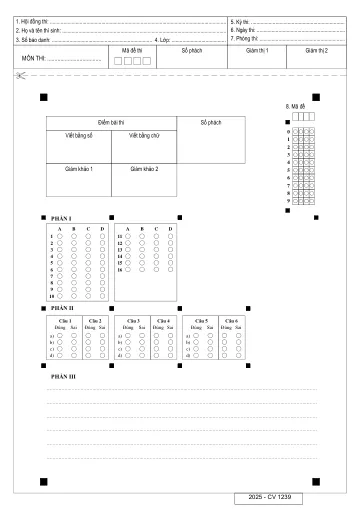 1. Hội đồng thi: 5. Kỳ thi:
2. Họ và tên thí sinh: 6. Ngày thi:
3. Số báo danh: 4. Lớp: 7. Phòng thi:
MÔN THI: Mã đề thi Số phách Giám thị 1 Giám thị 2
8. Mã đề
Điểm bài thi Số phách
Viết bằng số Viết bằng chữ
Giám khảo 1 Giám khảo 2
0
1
2
3
4
5
6
7
8
9
PHẦN I
A B C D A B C D
1 11
2 12
3 13
4 14
5 15
6 16
7
8
9
10
PHẦN II
Câu 1 Câu 2 Câu 3 Câu 4 Câu 5 Câu 6
Đúng Sai Đúng Sai Đúng Sai Đúng Sai Đúng Sai Đúng Sai
a) a) a)
b) b) b)
c) c) c)
d) d) d)
PHẦN III
2025 - CV 1239